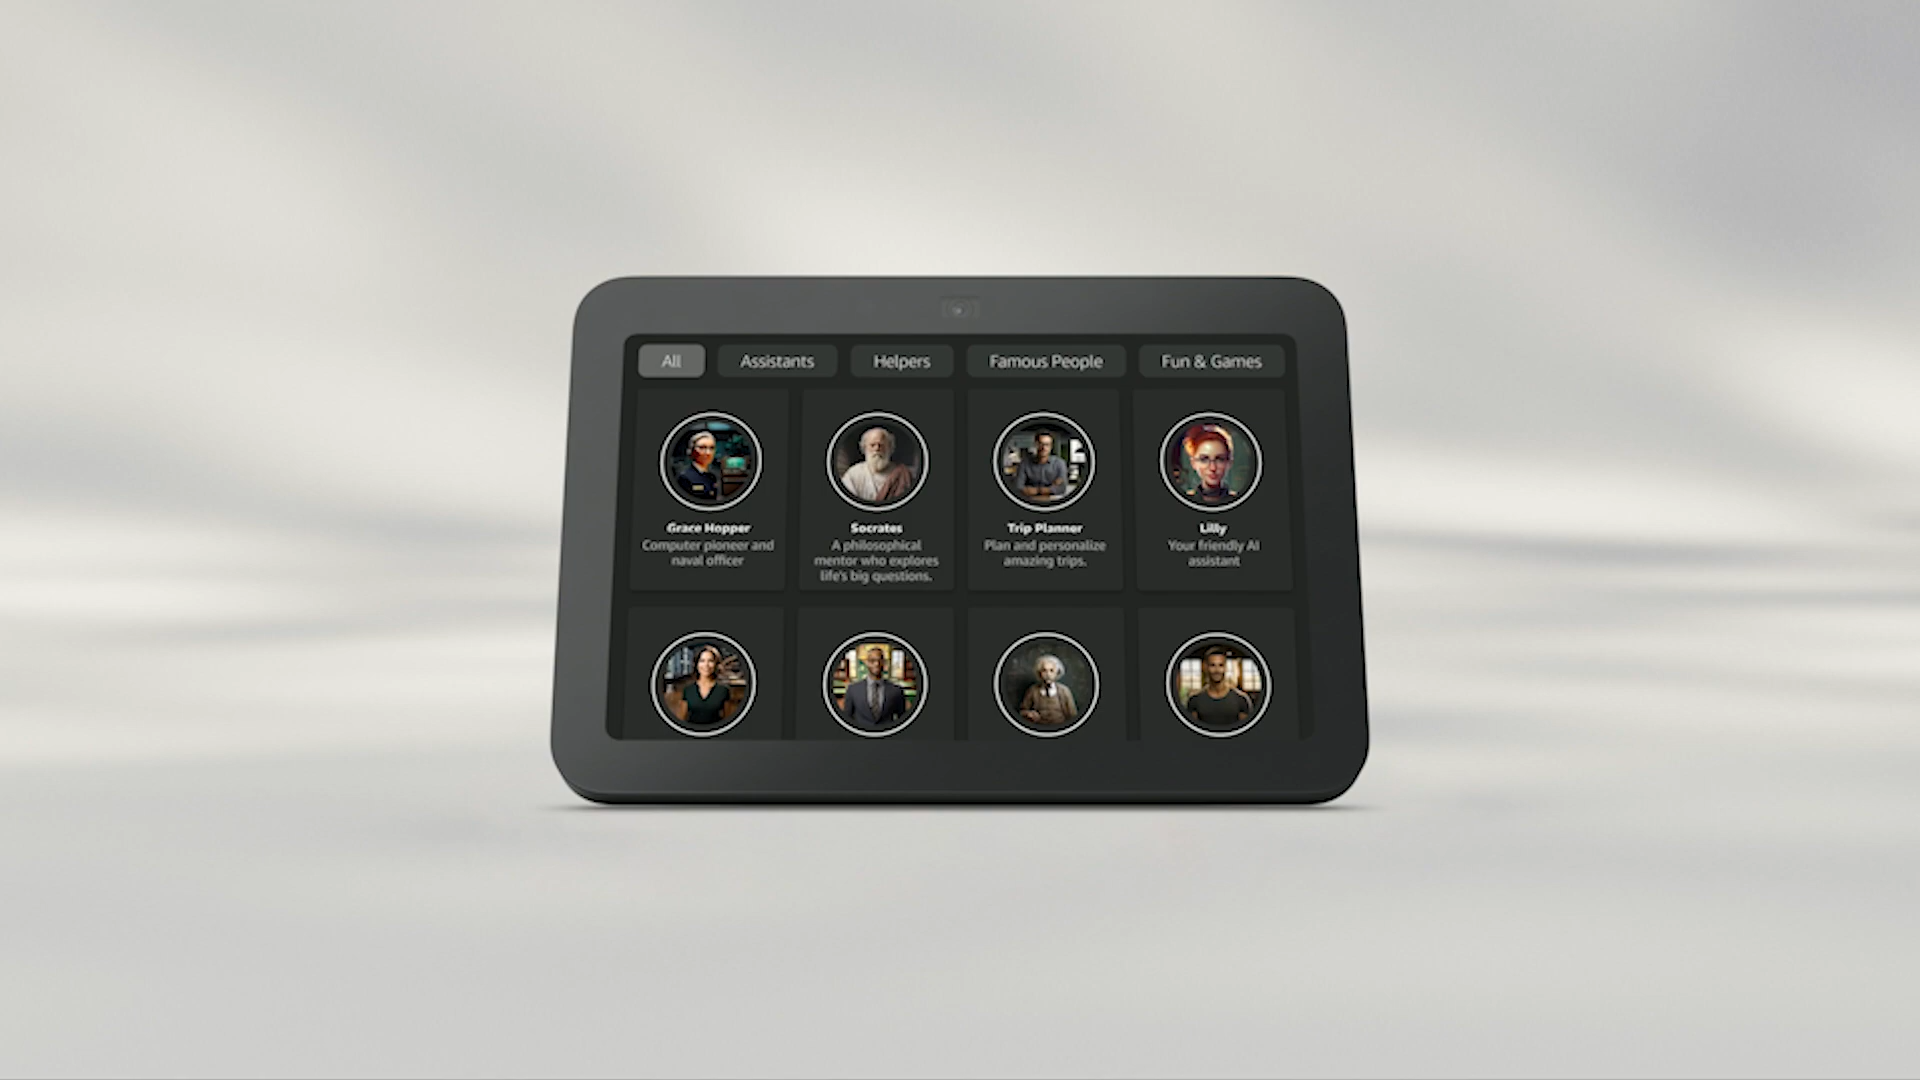 All
Assistants
Helpers
Famous People
Fun & Games
Grace Hopper
Computer pioneer and
naval officer
Socrates
A philosophical
mentor who explores
life's big questions.
Trip Planner
Plan and personalize
amazing trips.
Lilly
Your friendly AI
assistant